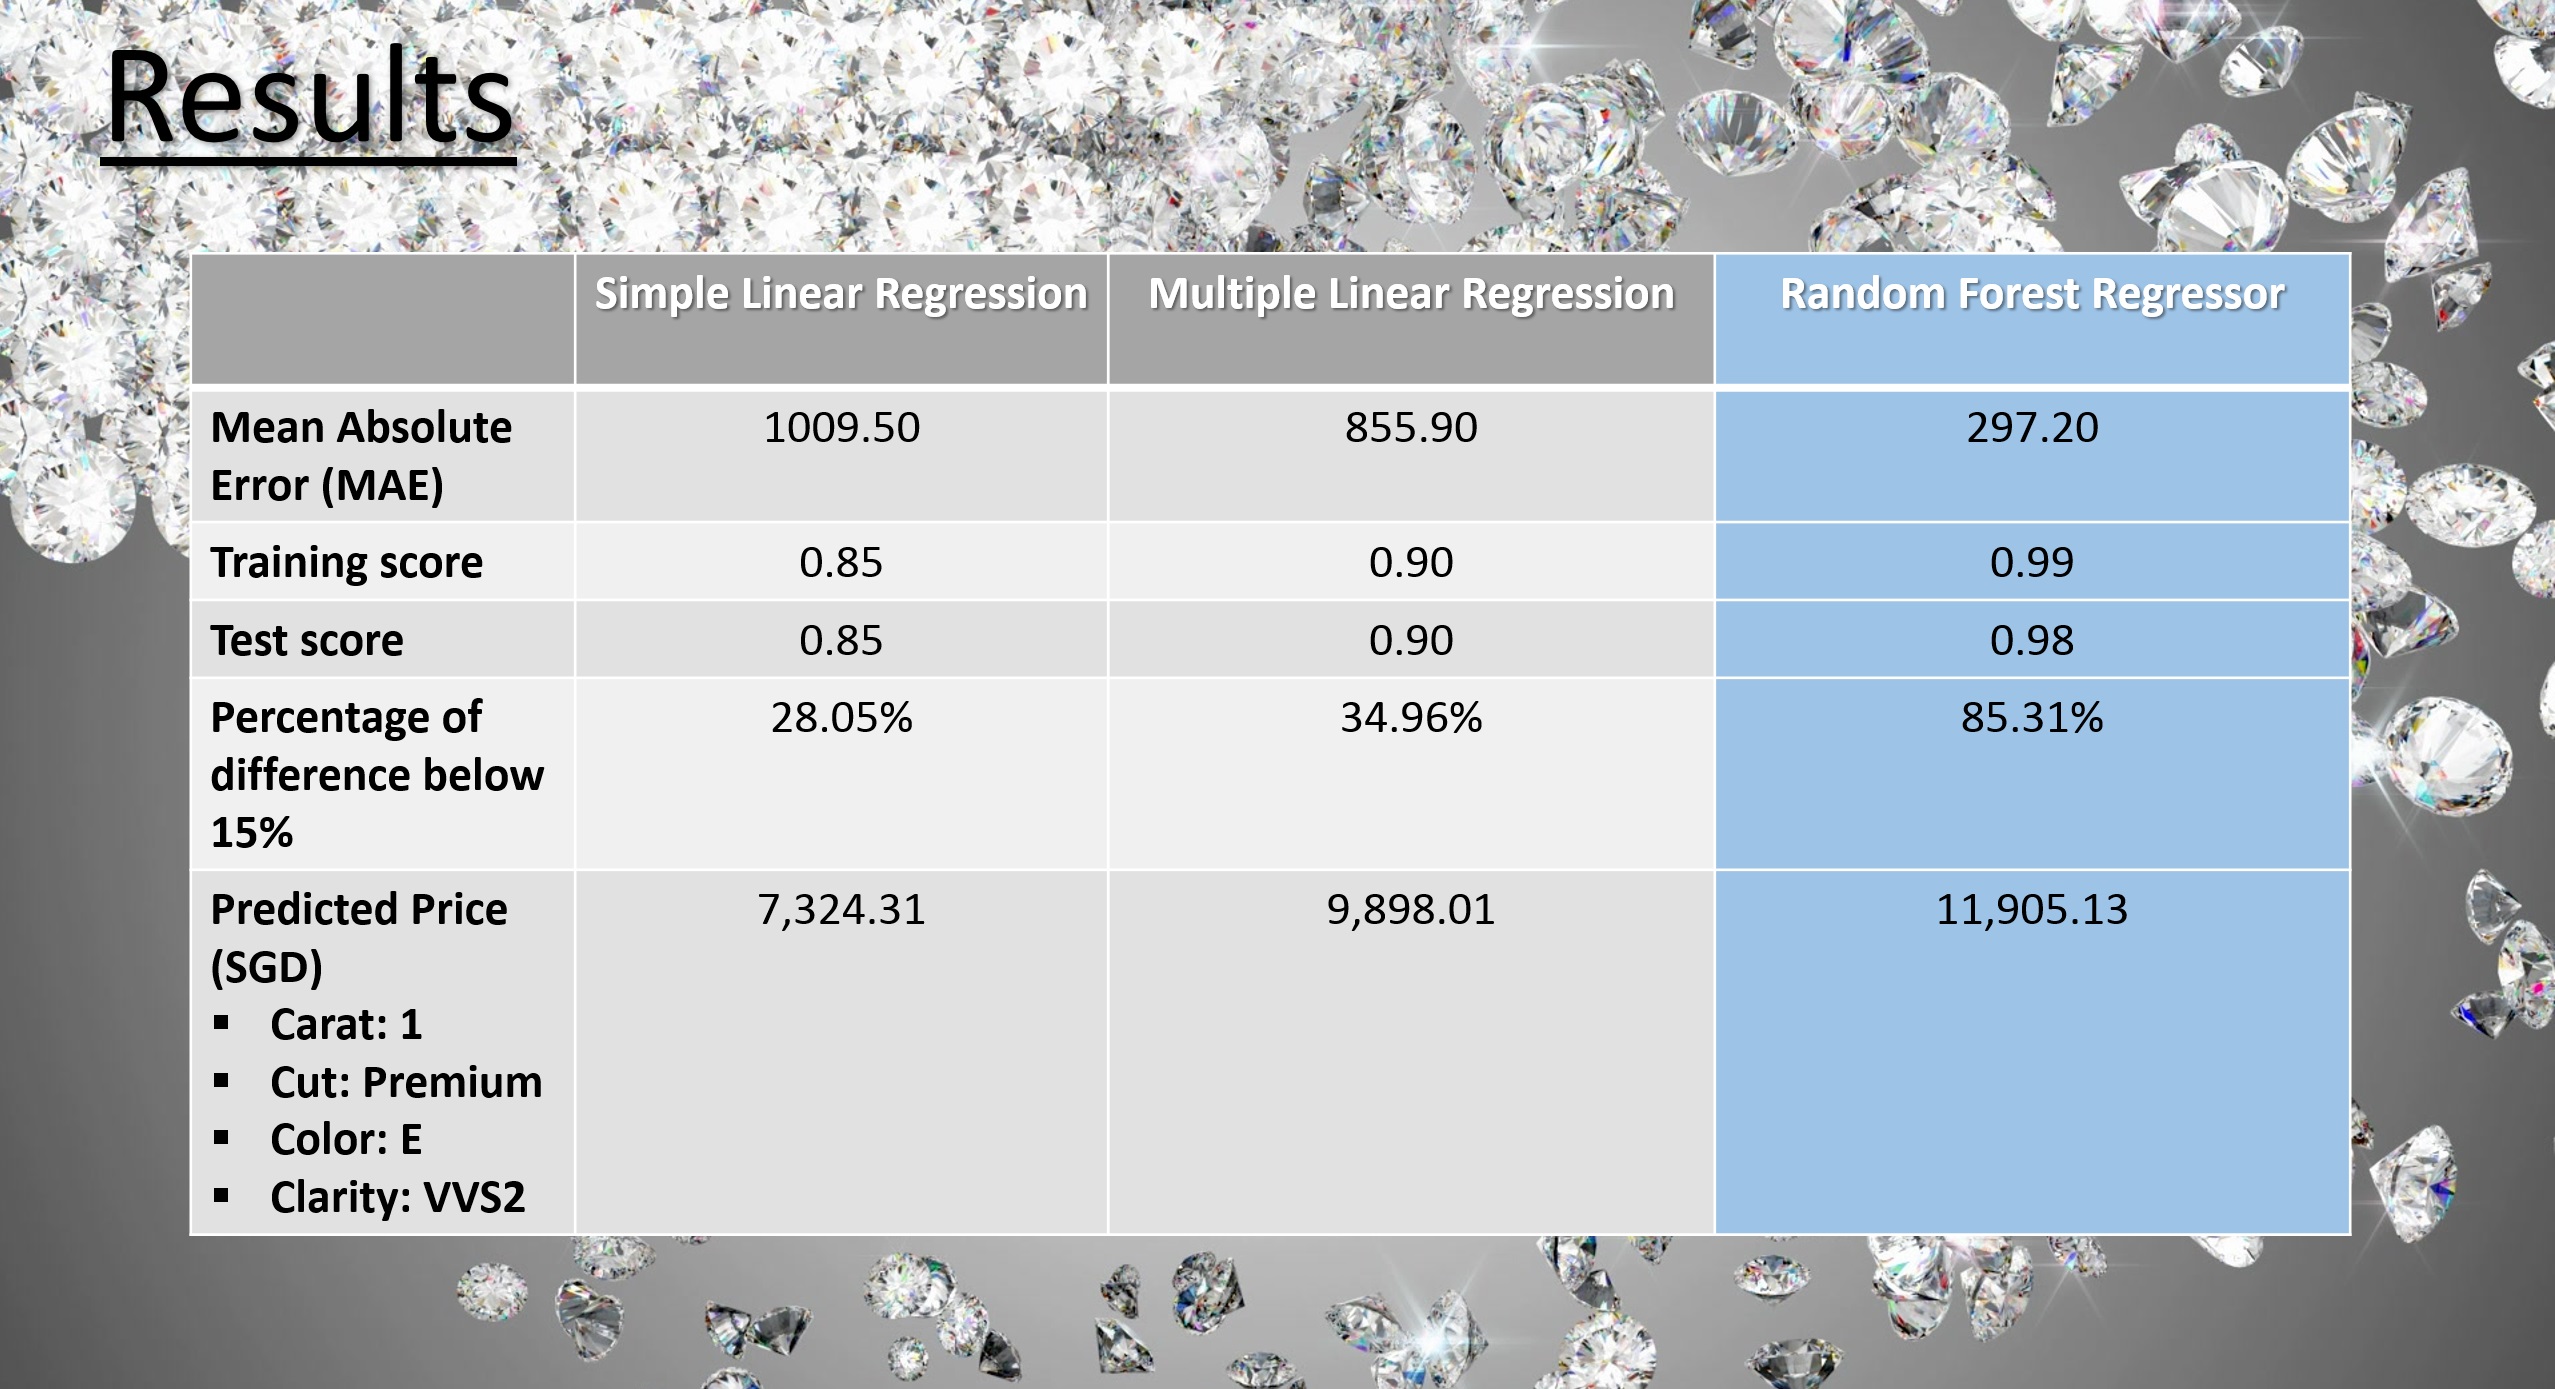 Results
Simple Linear Regression Multiple Linear Regression Random Forest Regressor
Mean Absolute 1009.50 855.90 297.20
Error (MAE)
Training score 0.85 0.90 0.99
Test score 0.85 0.90 0.98
Percentage of 28.05% 34.96% 85.31%
difference below
15%
Predicted Price 7,324.31 9,898.01 11,905.13
(SGD)
▪ Carat: 1
▪ Cut: Premium
▪ Color: E
▪ Clarity: VVS2